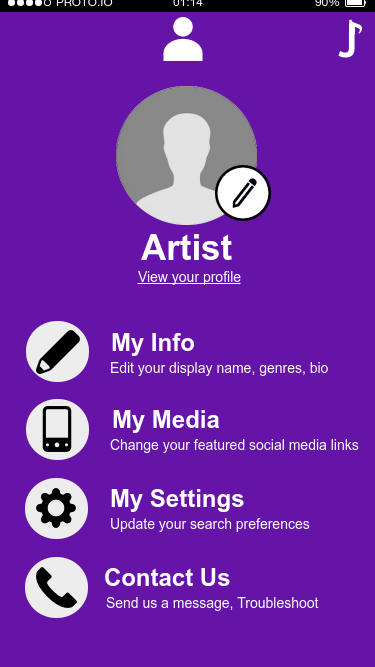 PROTO.IO 01:14 90%
Artist
View your profile
My Info
Edit your display name, genres, bio
My Media
Change your featured social media links
My Settings
Update your search preferences
Contact Us
Send us a message, Troubleshoot